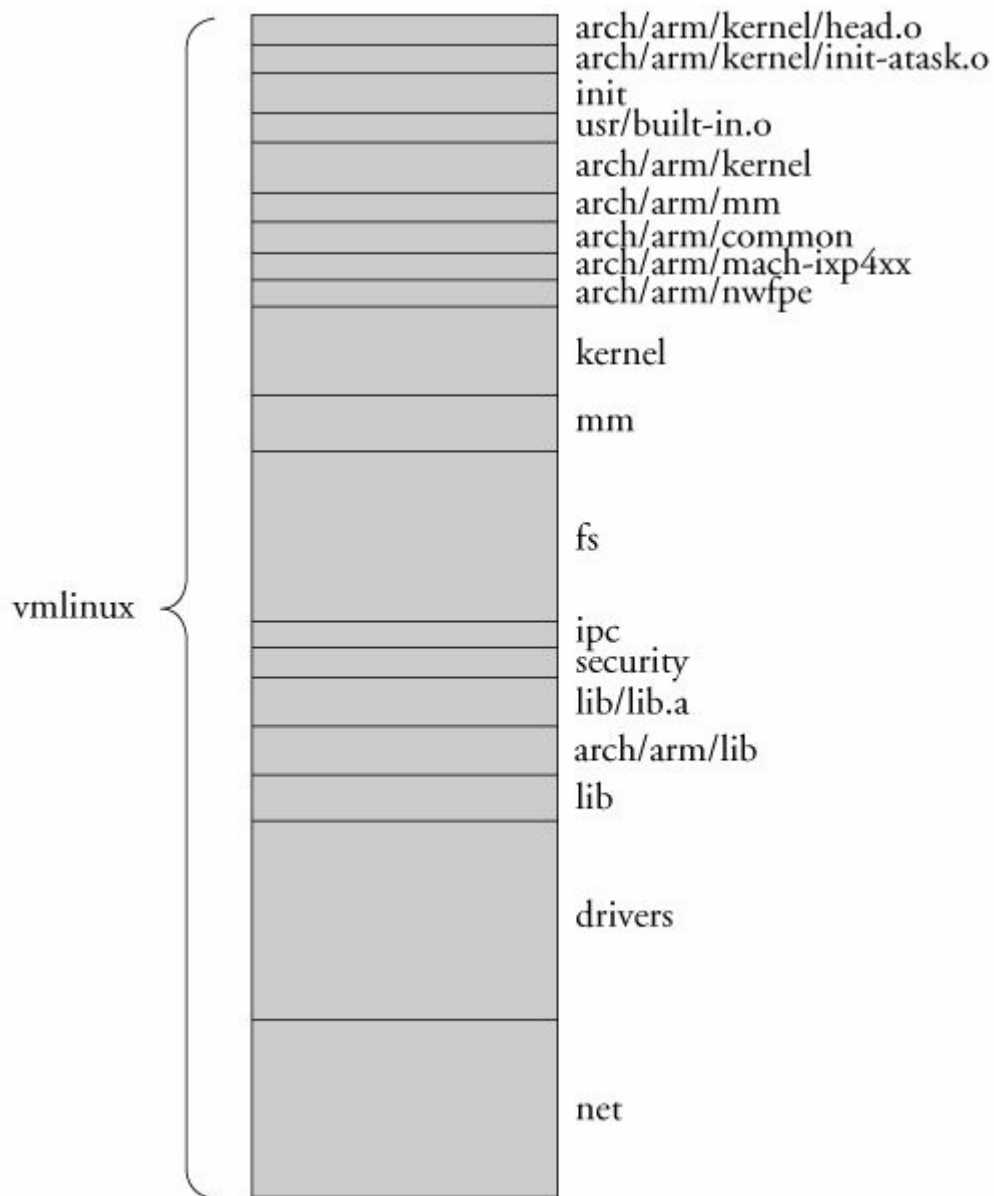 arch/arm/kernel/head.o
arch/arm/kernel/init-atask.o
init
usr/built-in.o
arch/arm/kernel
arch/arm/mm
arch/arm/common
arch/arm/mach-ixp4xx
arch/arm/nwfpe
kernel
mm
fs
vmlinux
ipc
security
lib/lib.a
arch/arm/lib
lib
drivers
net